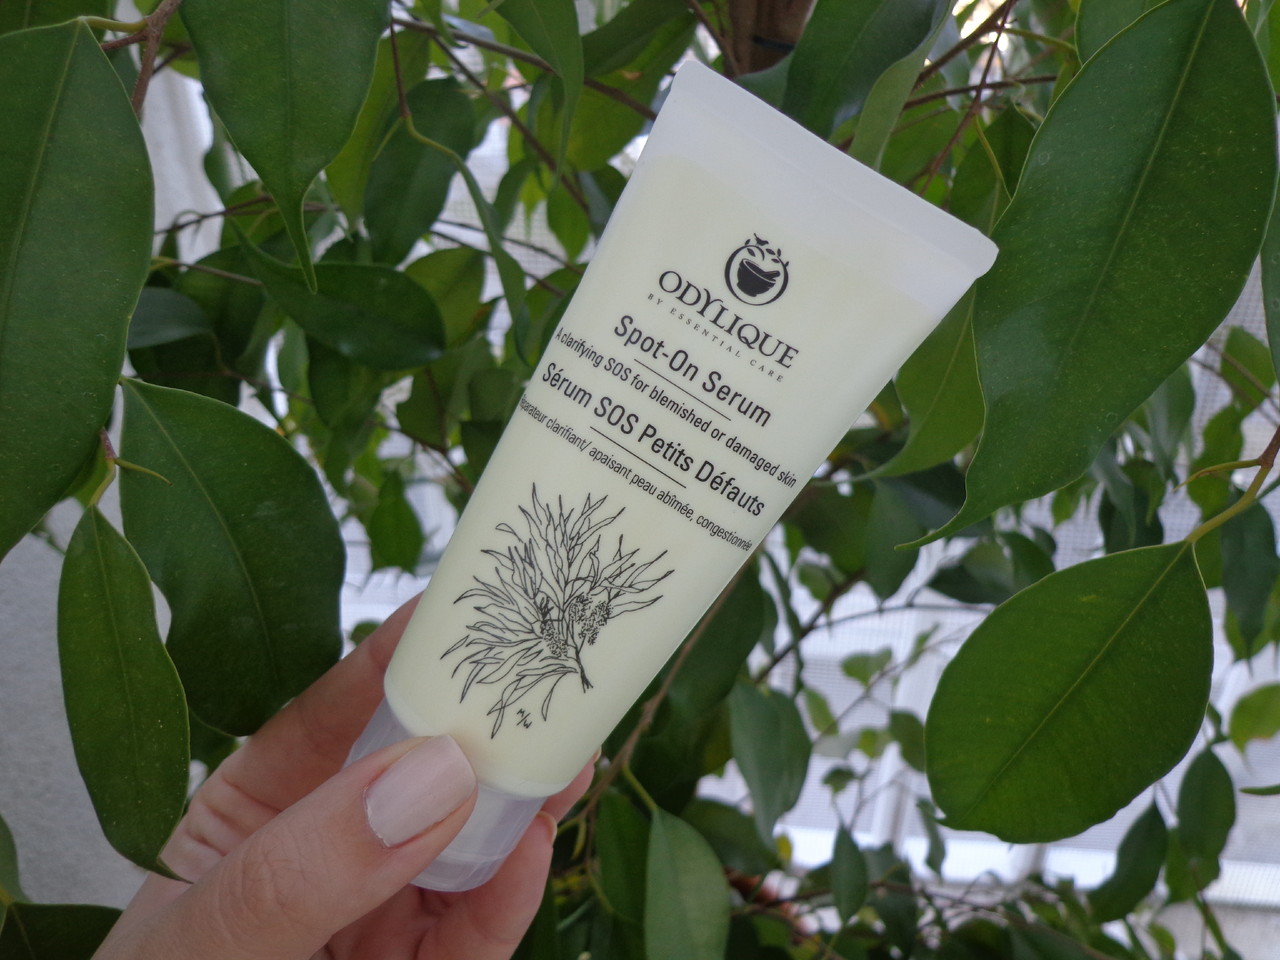 ODYLIQUE
BY ESSENTIAL CARE
Spot-On Serum
A clarifying SOS for blemished or damaged skin
Sérum SOS Petits Défauts
clarifiant/ apaisant peau abîmée, congestionnée